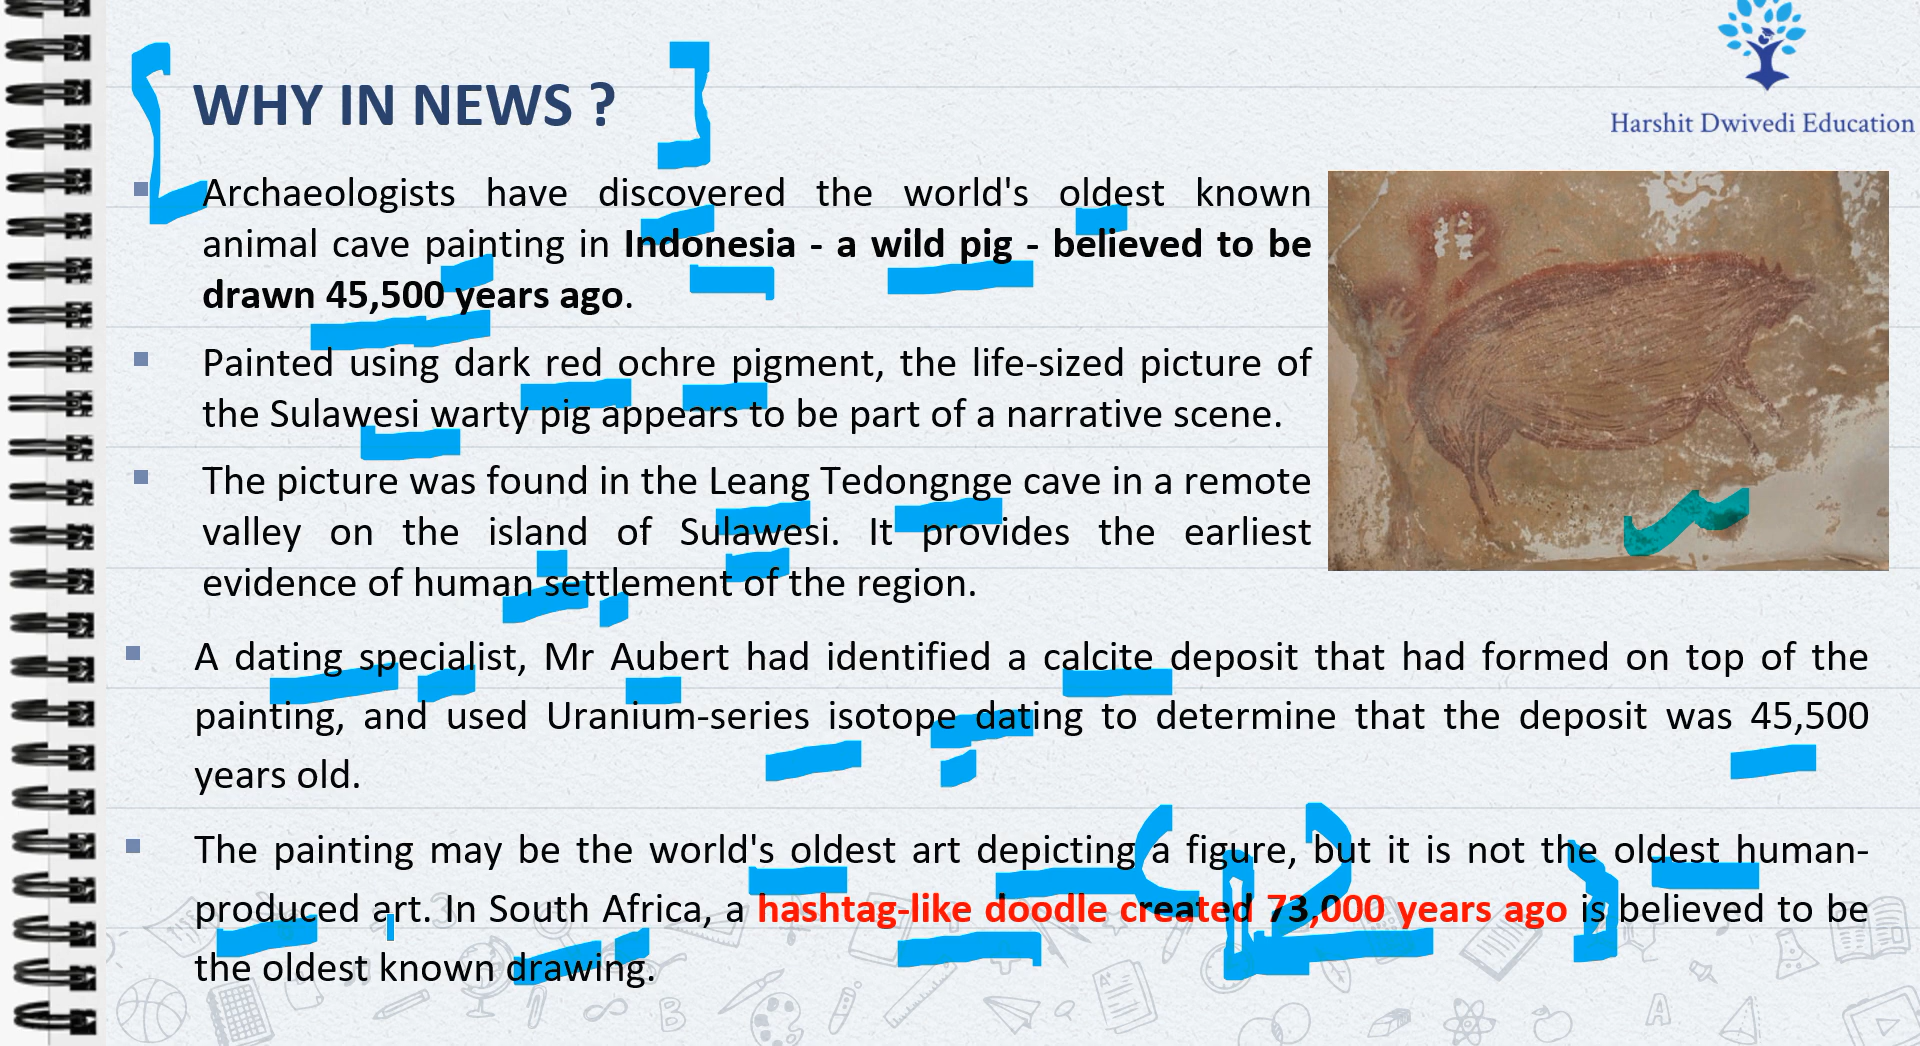 Harshit Dwivedi Education
WHY IN NEWS ?
Archaeologists have discovered the world's oldest known
animal cave painting in Indonesia - a wild pig - believed to be
drawn 45,500 years ago.
Painted using dark red ochre pigment, the life-sized picture of
the Sulawesi warty pig appears to be part of a narrative scene.
The picture was found in the Leang Tedongnge cave in a remote
valley on the island of Sulawesi. It provides the earliest
evidence of human settlement of the region.
A dating specialist, Mr Aubert had identified a calcite deposit that had formed on top of the
painting, and used Uranium-series isotope dating to determine that the deposit was 45,500
years old.
The painting may be the world's oldest art depicting a figure, but it is not the oldest human-
produced art. In South Africa, a hashtag-like doodle created 73,000 years ago is believed to be
the oldest known drawing.